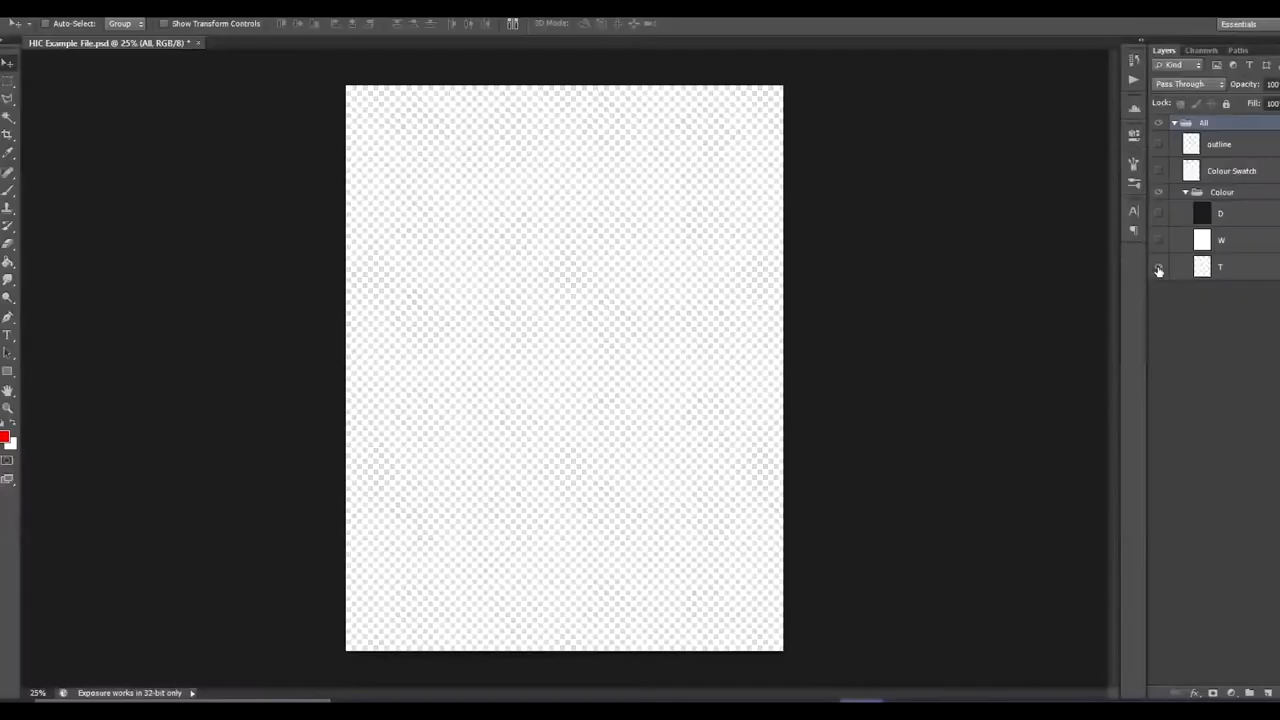 Auto-Select: Group Show Transform Controls 3D Mode: Essentials
HIC Example File.psd @ 25% (All, RGB/8) * ×
Layers Channels Paths
Kind
Pass Through Opacity: 100
Lock: Fill: 100
All
outline
Colour Swatch
Colour
D
W
T
25% Exposure works in 32-bit only